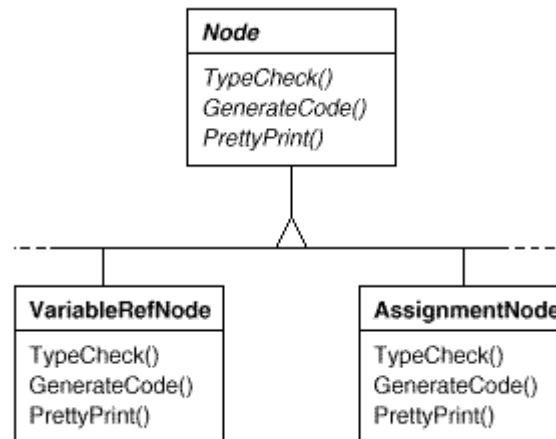 Node
TypeCheck()
GenerateCode()
PrettyPrint()
VariableRefNode
TypeCheck()
GenerateCode()
PrettyPrint()
AssignmentNode
TypeCheck()
GenerateCode()
PrettyPrint()